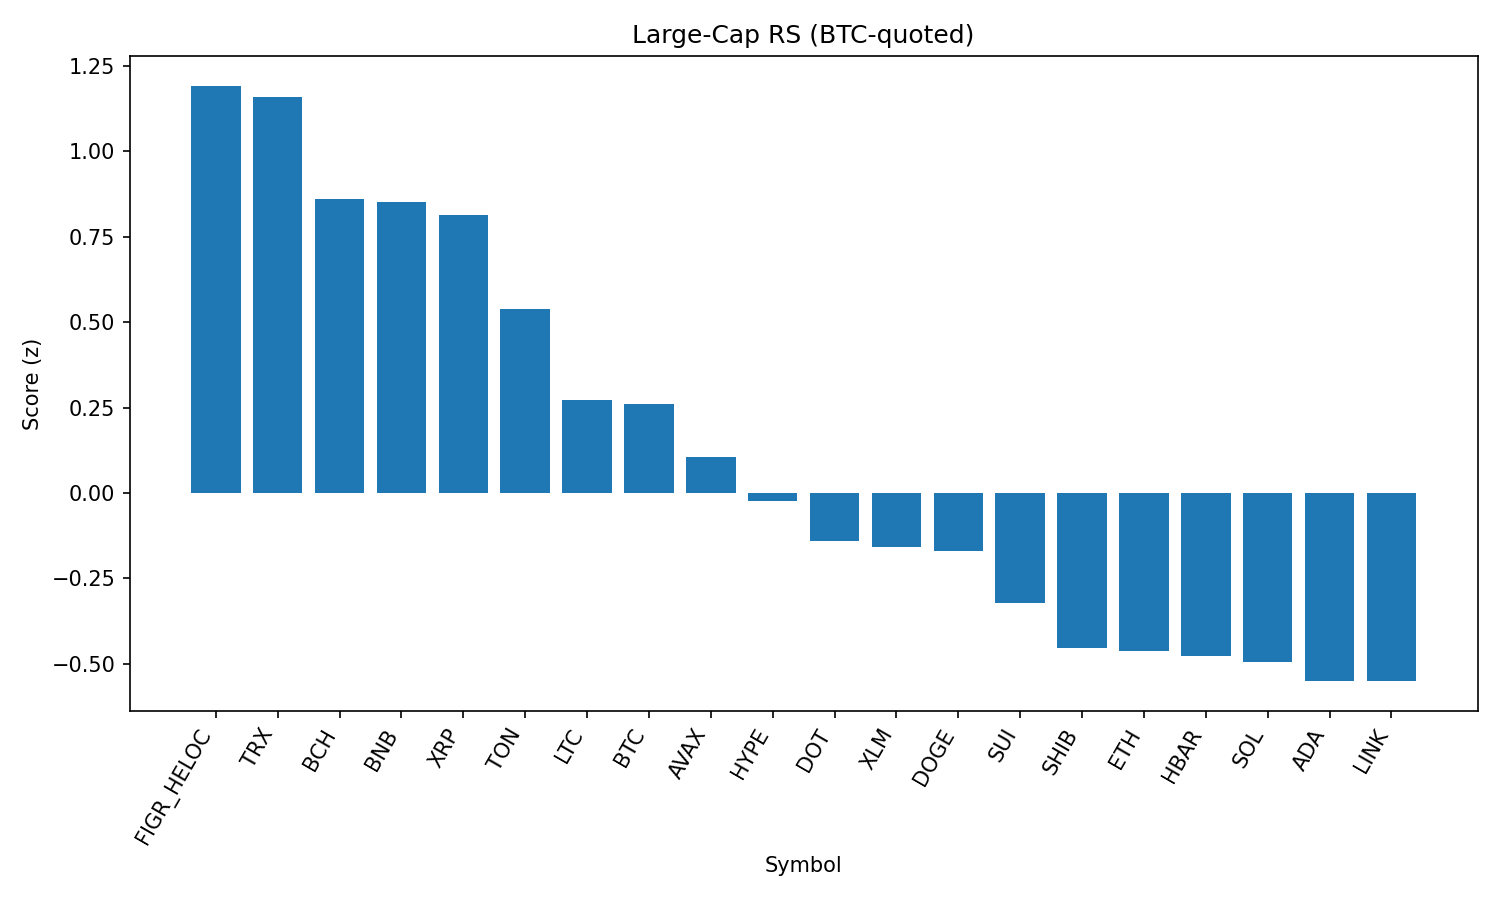 Large-Cap RS (BTC-quoted)
1.25
1.00
0.75
0.50
0.25
0.00
−0.25
−0.50
Score (z)
FIGR_HELOC
TRX
BCH
BNB
XRP
TON
LTC
BTC
AVAX
HYPE
DOT
XLM
DOGE
SUI
SHIB
ETH
HBAR
SOL
ADA
LINK
Symbol